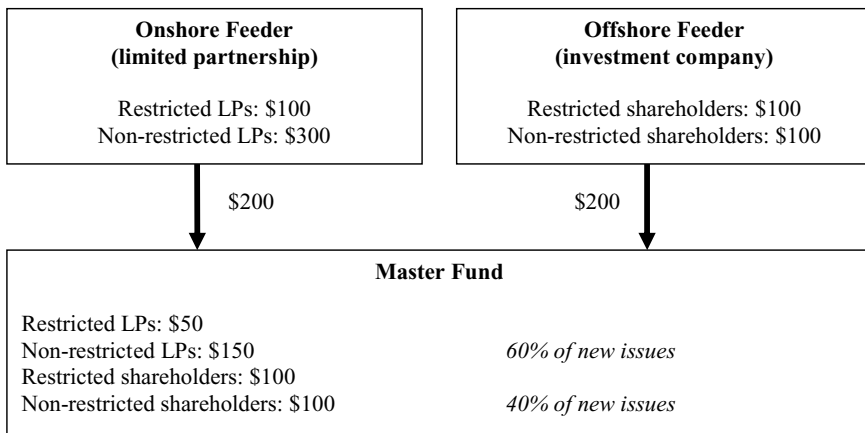 Onshore Feeder
(limited partnership)
Restricted LPs: $100
Non-restricted LPs: $300
Offshore Feeder
(investment company)
Restricted shareholders: $100
Non-restricted shareholders: $100
$200
$200
Master Fund
Restricted LPs: $50
Non-restricted LPs: $150 60% of new issues
Restricted shareholders: $100
Non-restricted shareholders: $100 40% of new issues